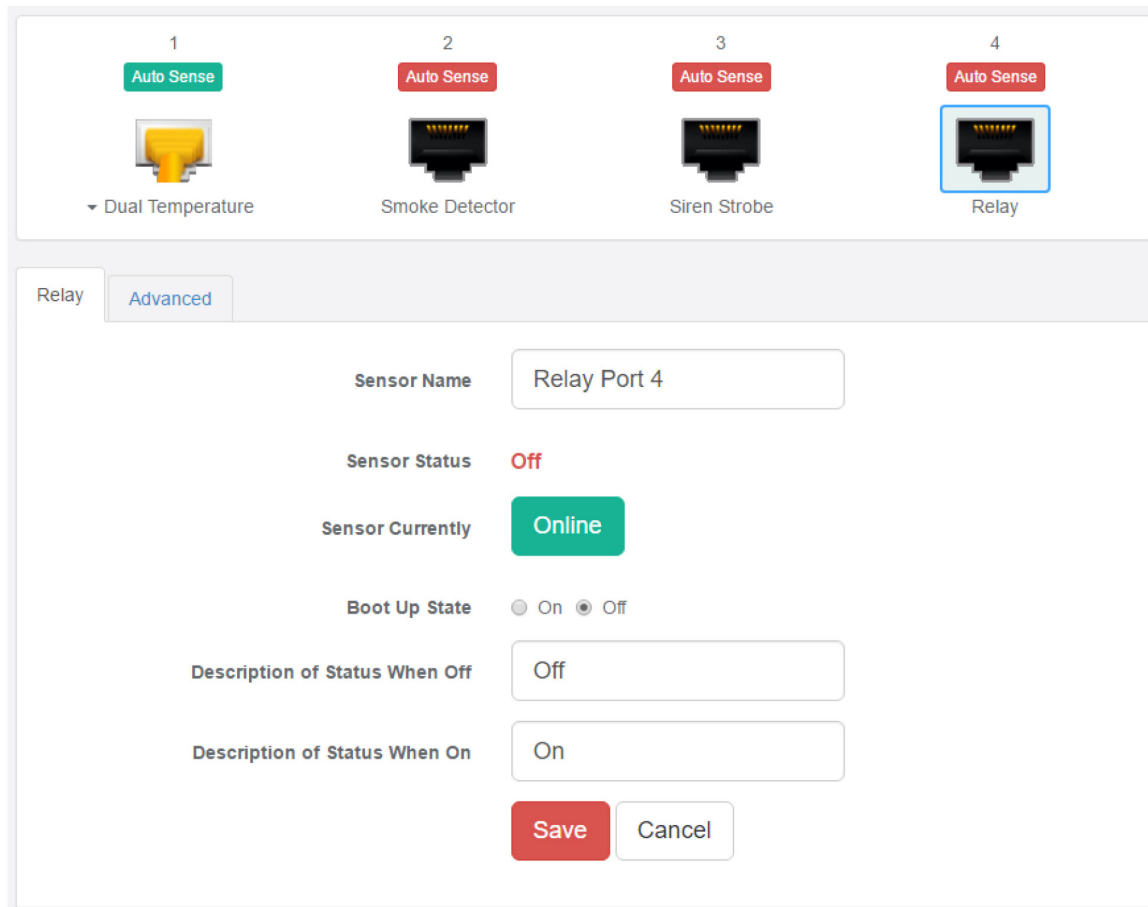 1 2 3 4
Auto Sense Auto Sense Auto Sense Auto Sense
Dual Temperature Smoke Detector Siren Strobe Relay
Relay Advanced
Sensor Name Relay Port 4
Sensor Status Off
Sensor Currently Online
Boot Up State On Off
Description of Status When Off Off
Description of Status When On On
Save Cancel